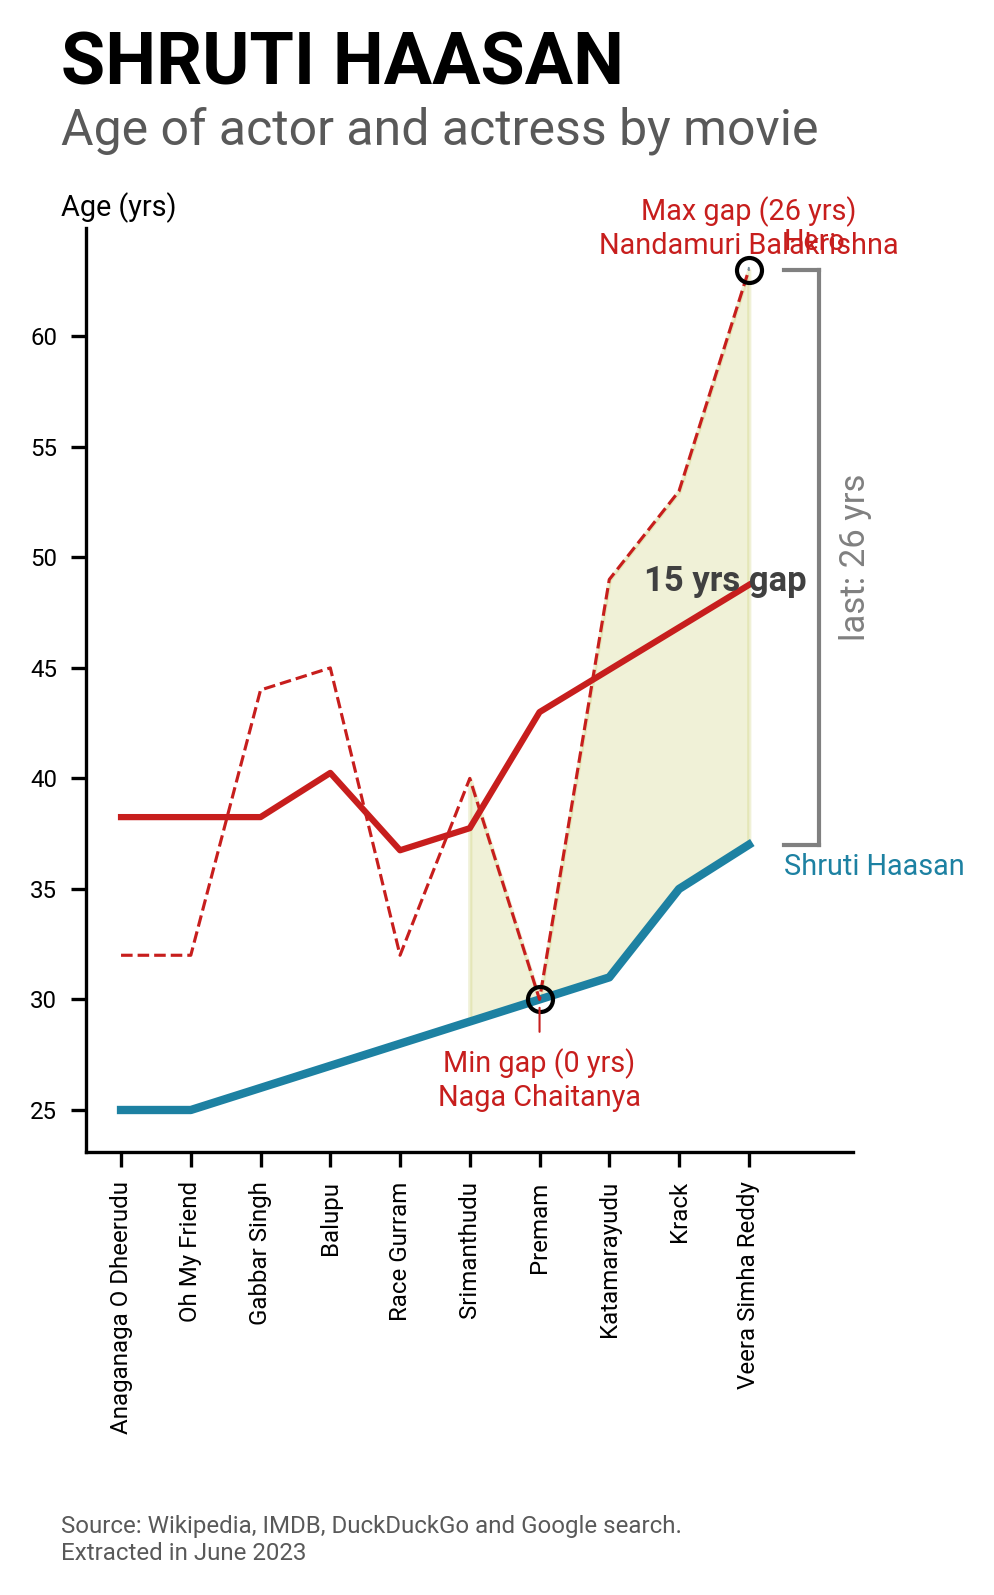 SHRUTI HAASAN
Age of actor and actress by movie
Age (yrs)
Max gap (26 yrs)
Nandamuri Balakrishna
Hero
60
55
50
45
40
35
30
25
15 yrs gap
last: 26 yrs
Shruti Haasan
Min gap (0 yrs)
Naga Chaitanya
Anaganaga O Dheerudu
Oh My Friend
Gabbar Singh
Balupu
Race Gurram
Srimanthudu
Premam
Katamarayudu
Krack
Veera Simha Reddy
Source: Wikipedia, IMDB, DuckDuckGo and Google search.
Extracted in June 2023